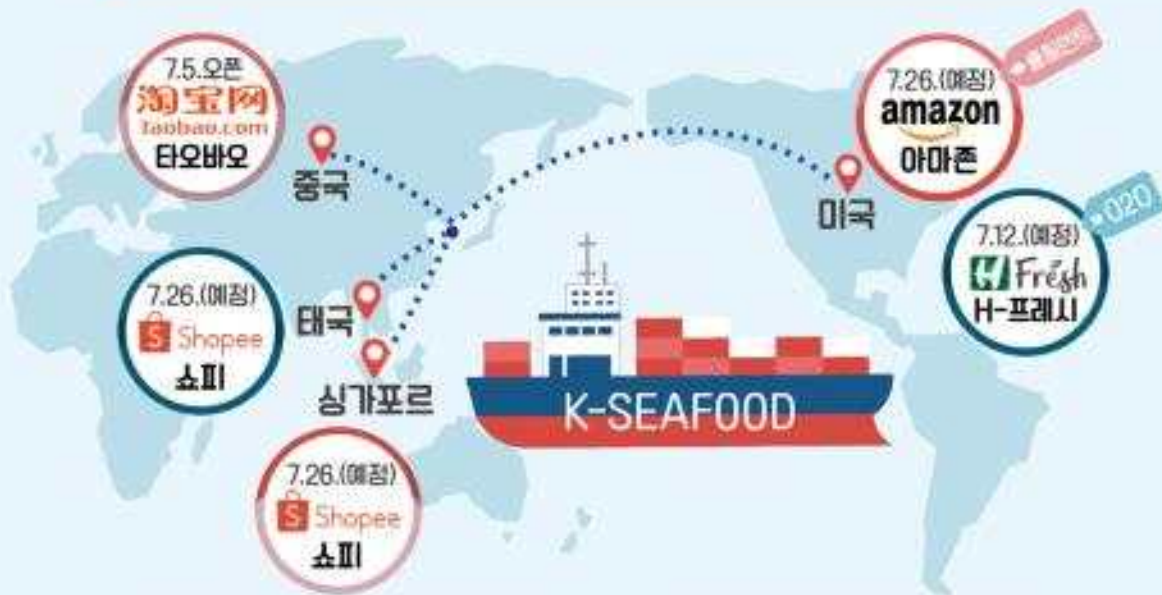 7.5.오픈
淘宝网
Taobao.com
타오바오
중국
7.26.(예정)
amazon
아마존
미국
O2O
7.12.(예정)
H Fresh
H-프레시
7.26.(예정)
S Shopee
쇼피
태국
싱가포르
K-SEAFOOD
7.26.(예정)
S Shopee
쇼피